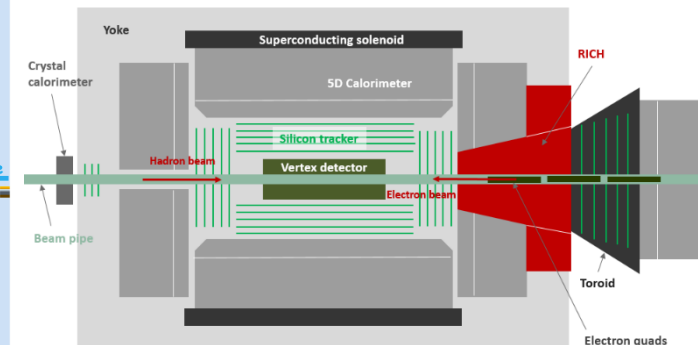 Yoke
Superconducting solenoid
RICH
Crystal
calorimeter
5D Calorimeter
Silicon tracker
Hadron beam
Vertex detector
Electron beam
Beam pipe
Toroid
Electron quads